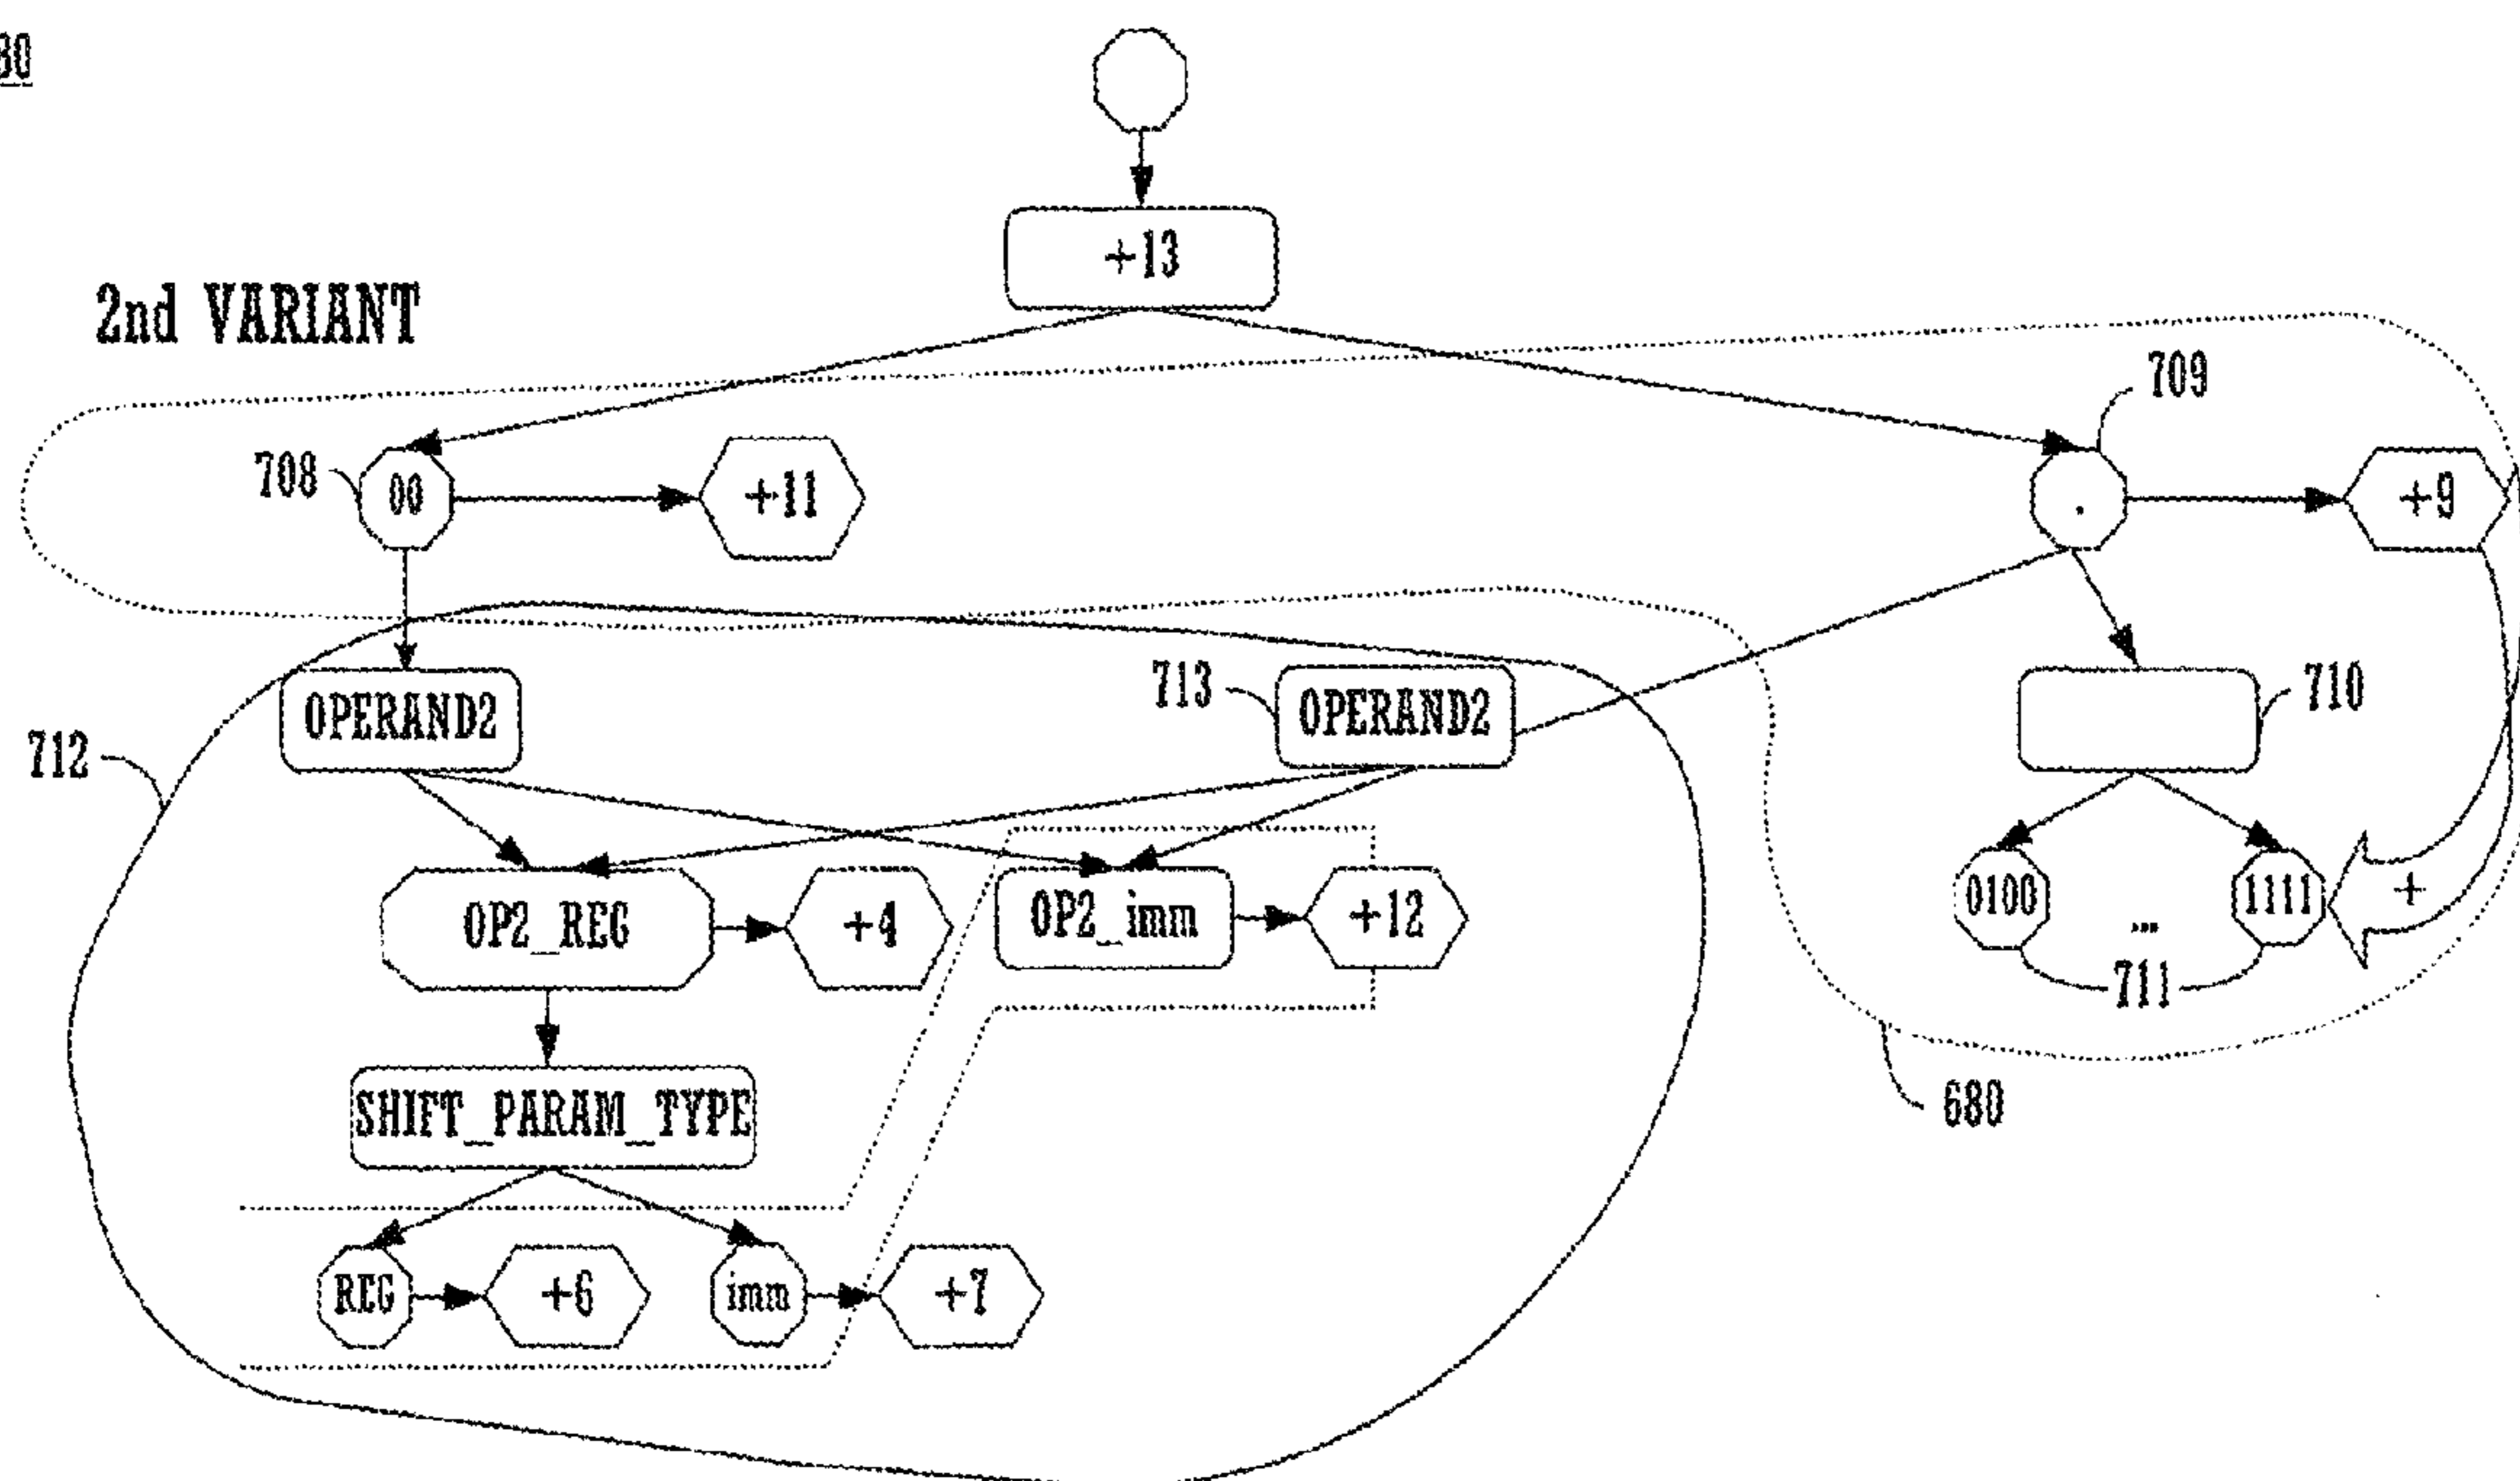 80
+13
2nd VARIANT
709
708
00
+11
.
+9
OPERAND2
713
OPERAND2
710
712
OP2_REG
+4
OP2_imm
+12
0100
...
1111
+
711
SHIFT_PARAM_TYPE
680
REG
+6
imm
+7